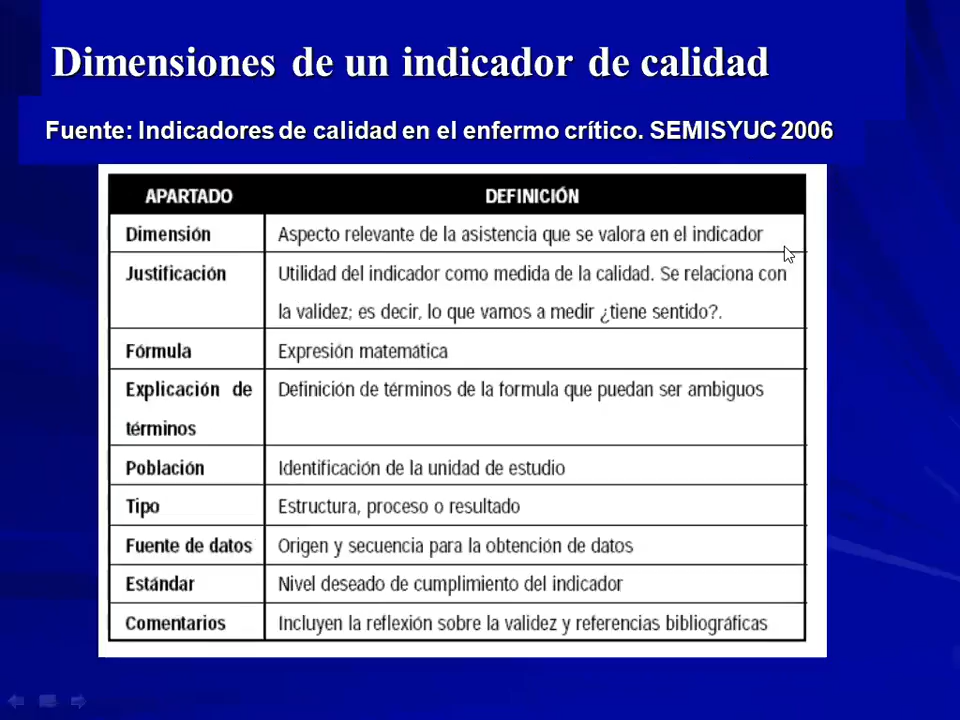 Dimensiones de un indicador de calidad
Fuente: Indicadores de calidad en el enfermo crítico. SEMISYUC 2006
APARTADO DEFINICIÓN
Dimensión Aspecto relevante de la asistencia que se valora en el indicador
Justificación Utilidad del indicador como medida de la calidad. Se relaciona con
la validez; es decir, lo que vamos a medir ¿tiene sentido?.
Fórmula Expresión matemática
Explicación de Definición de términos de la formula que puedan ser ambiguos
términos
Población Identificación de la unidad de estudio
Tipo Estructura, proceso o resultado
Fuente de datos Origen y secuencia para la obtención de datos
Estándar Nivel deseado de cumplimiento del indicador
Comentarios Incluyen la reflexión sobre la validez y referencias bibliográficas